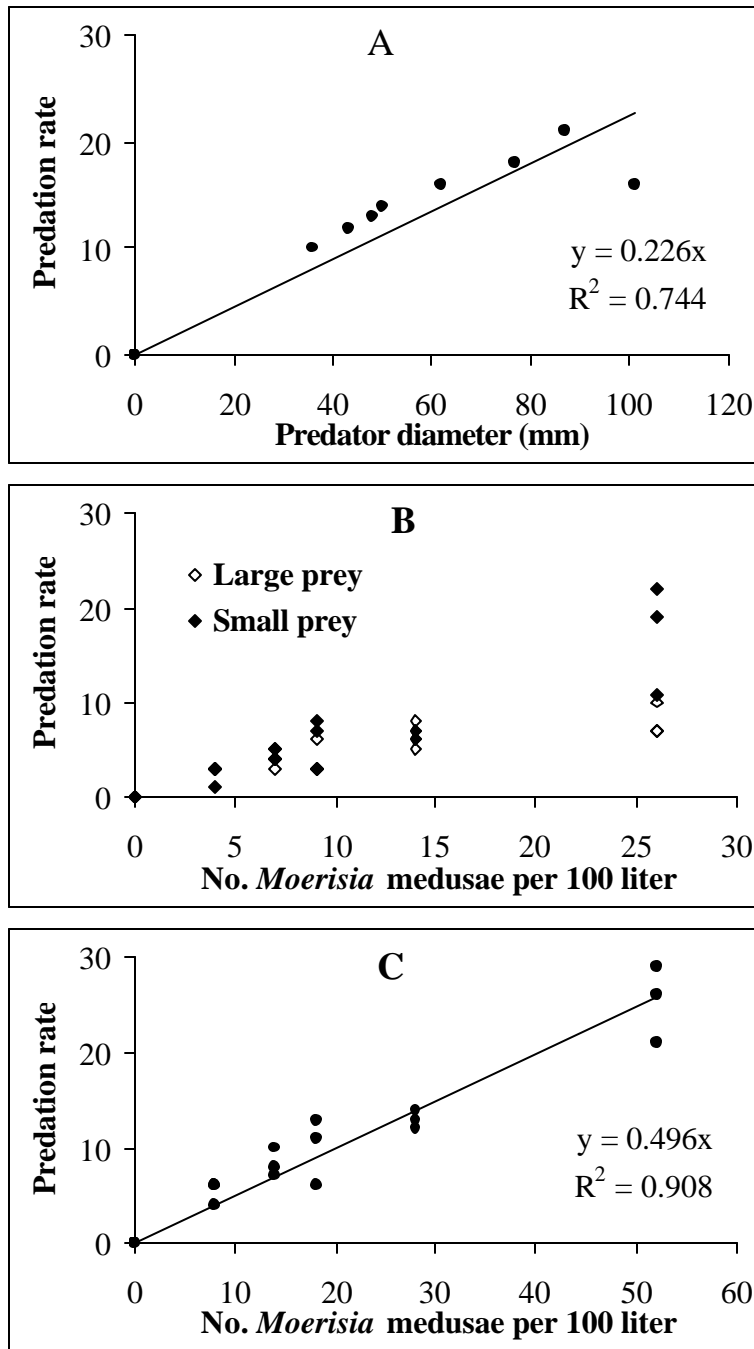 A
Predation rate
30
20
10
0
y = 0.226x
R² = 0.744
0 20 40 60 80 100 120
Predator diameter (mm)
B
Predation rate
30
20
10
0
Large prey
Small prey
0 5 10 15 20 25 30
No. Moerisia medusae per 100 liter
C
Predation rate
30
20
10
0
y = 0.496x
R² = 0.908
0 10 20 30 40 50 60
No. Moerisia medusae per 100 liter